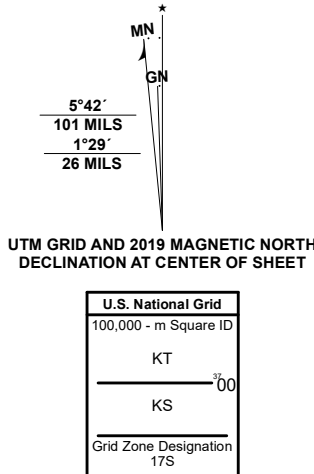 ★
MN
GN
5°42´
101 MILS
1°29´
26 MILS
UTM GRID AND 2019 MAGNETIC NORTH
DECLINATION AT CENTER OF SHEET
U.S. National Grid
100,000 - m Square ID
KT
3700
KS
Grid Zone Designation
17S